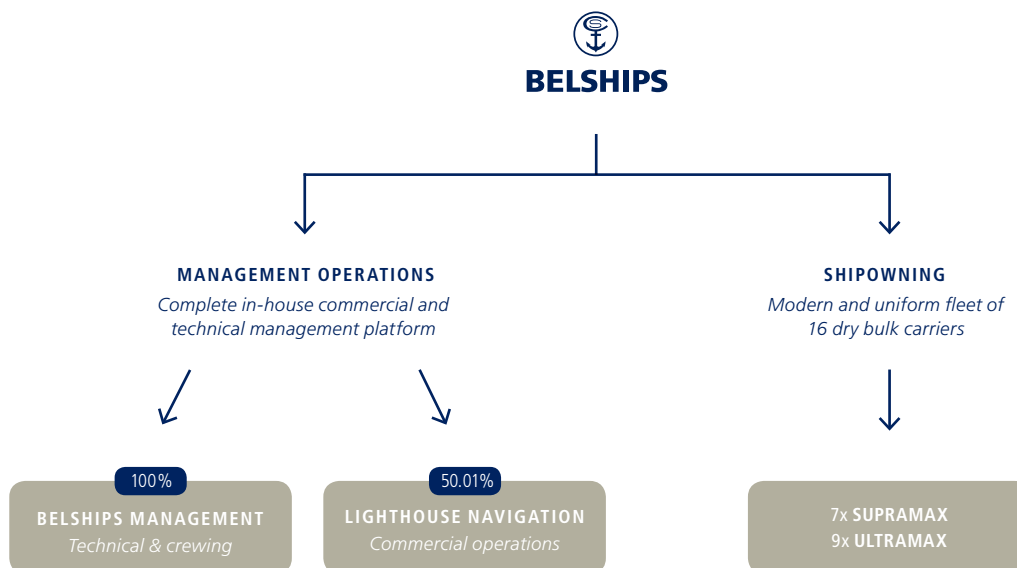 BELSHIPS
MANAGEMENT OPERATIONS
Complete in-house commercial and
technical management platform
SHIPOWNING
Modern and uniform fleet of
16 dry bulk carriers
100%
BELSHIPS MANAGEMENT
Technical & crewing
50.01%
LIGHTHOUSE NAVIGATION
Commercial operations
7x SUPRAMAX
9x ULTRAMAX